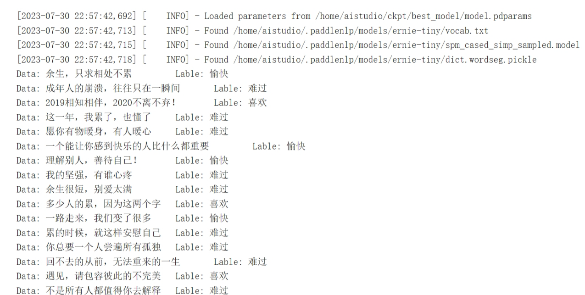 [2023-07-30 22:57:42,692] [    INFO] - Loaded parameters from /home/aistudio/ckpt/best_model/model.pdparams
[2023-07-30 22:57:42,713] [    INFO] - Found /home/aistudio/.paddlenlp/models/ernie-tiny/vocab.txt
[2023-07-30 22:57:42,715] [    INFO] - Found /home/aistudio/.paddlenlp/models/ernie-tiny/spm_cased_simp_sampled.model
[2023-07-30 22:57:42,718] [    INFO] - Found /home/aistudio/.paddlenlp/models/ernie-tiny/dict.wordseg.pickle
Data: 余生，只求相处不累 Lable: 愉快
Data: 成年人的崩溃，往往只在一瞬间 Lable: 难过
Data: 2019相知相伴，2020不离不弃！ Lable: 喜欢
Data: 这一年，我累了，也懂了 Lable: 难过
Data: 愿你有物暖身，有人暖心 Lable: 难过
Data: 一个能让你感到快乐的人比什么都重要 Lable: 愉快
Data: 理解别人，善待自己！ Lable: 愉快
Data: 我的坚强，有谁心疼 Lable: 难过
Data: 余生很短，别爱太满 Lable: 难过
Data: 多少人的累，因为这两个字 Lable: 喜欢
Data: 一路走来，我们变了很多 Lable: 愉快
Data: 累的时候，就这样安慰自己 Lable: 难过
Data: 你总要一个人尝遍所有孤独 Lable: 难过
Data: 回不去的从前，无法重来的一生 Lable: 难过
Data: 遇见，请包容彼此的不完美 Lable: 喜欢
Data: 不是所有人都值得你去解释 Lable: 难过